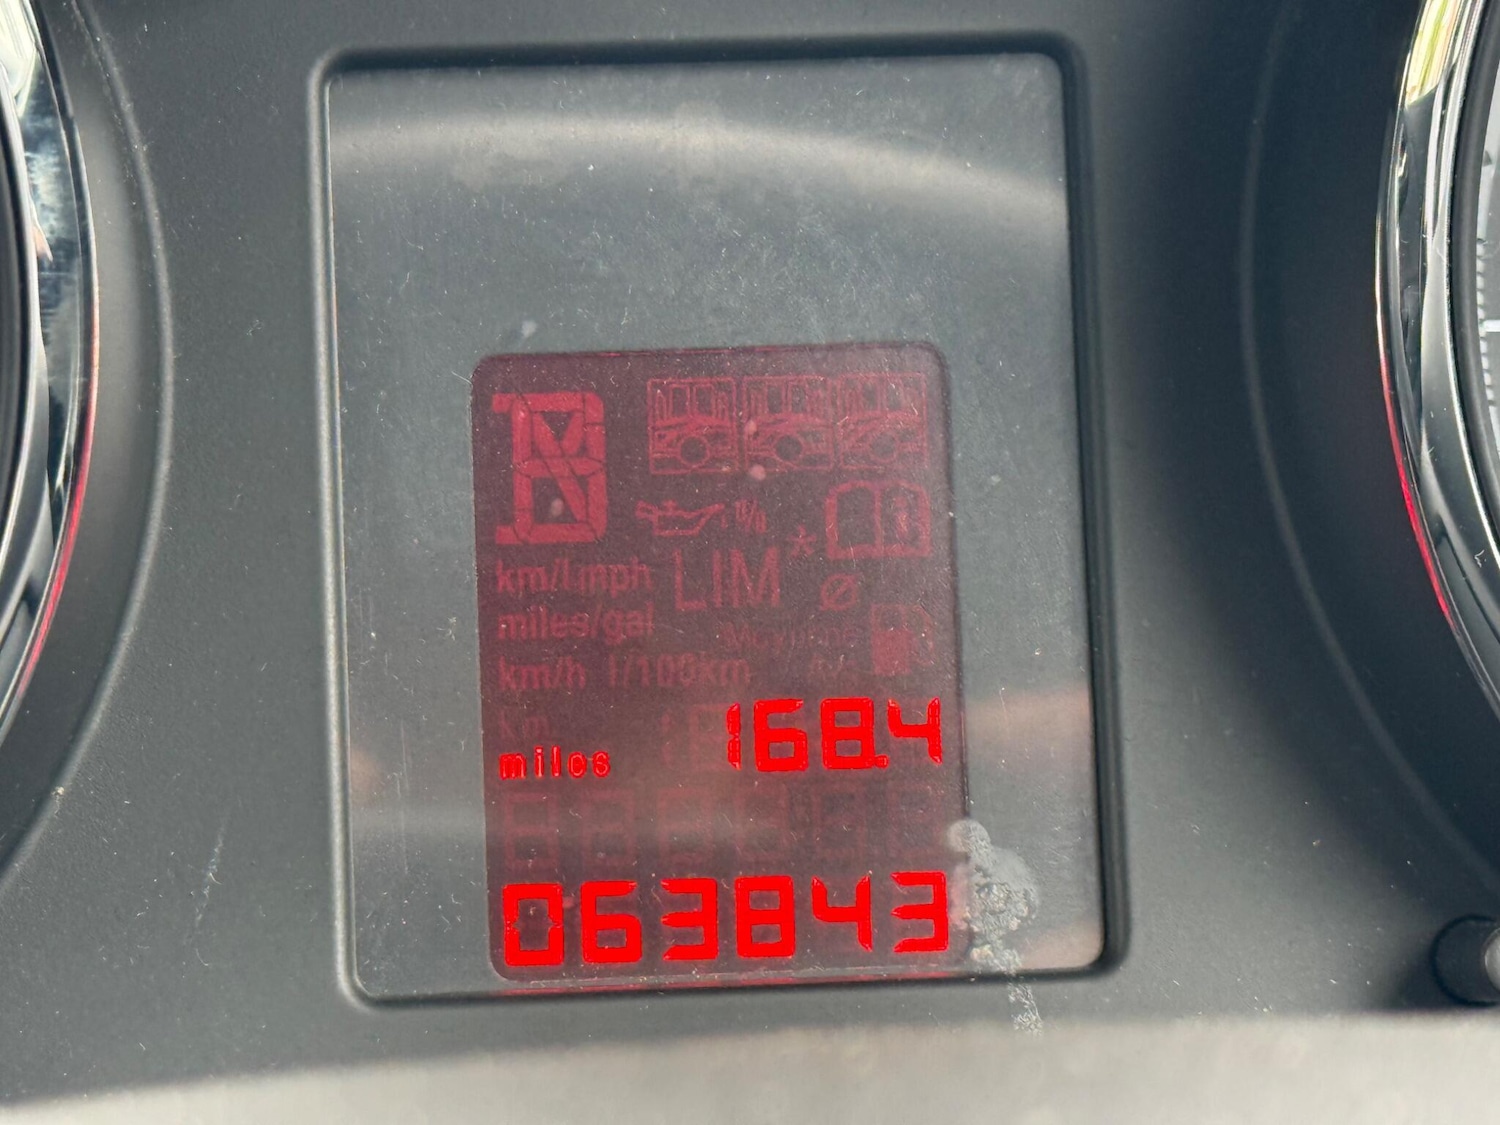 km/l mph LIM *
miles/gal
km/h l/100km
km
miles 168.4
063843